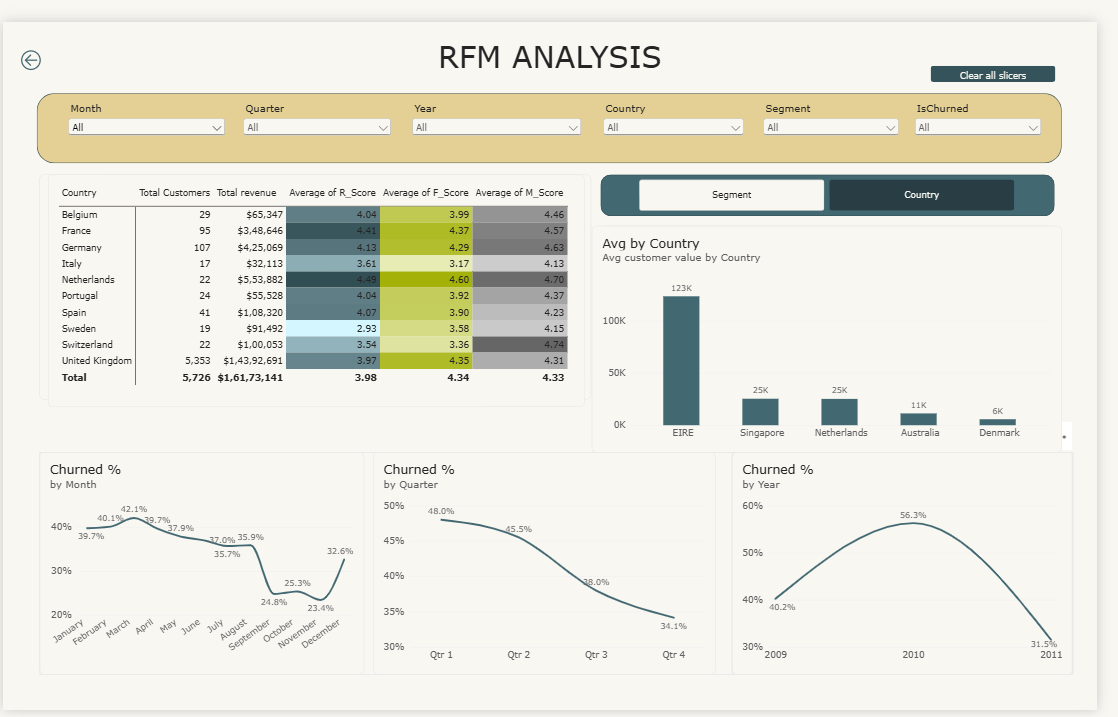 RFM ANALYSIS
Clear all slicers
Month Quarter Year Country Segment IsChurned
All All All All All All
Country Total Customers Total revenue Average of R_Score Average of F_Score Average of M_Score
Belgium 29 $65,347 4.04 3.99 4.46
France 95 $3,48,646 4.41 4.37 4.57
Germany 107 $4,25,069 4.13 4.29 4.63
Italy 17 $32,113 3.61 3.17 4.13
Netherlands 22 $5,53,882 4.49 4.60 4.70
Portugal 24 $55,528 4.04 3.92 4.37
Spain 41 $1,08,320 4.07 3.90 4.23
Sweden 19 $91,492 2.93 3.58 4.15
Switzerland 22 $1,00,053 3.54 3.36 4.74
United Kingdom 5,353 $1,43,92,691 3.97 4.35 4.31
Total 5,726 $1,61,73,141 3.98 4.34 4.33
Segment Country
Avg by Country
Avg customer value by Country
123K
100K
50K
25K 25K
11K
6K
0K
EIRE Singapore Netherlands Australia Denmark
Churned %
by Month
42.1%
40.1% 39.7%
40%
37.9%
39.7%
37.0% 35.9%
35.7%
32.6%
30%
25.3%
24.8%
23.4%
20%
January February March April May June July August September October November December
Churned %
by Quarter
50%
48.0%
45%
45.5%
40%
38.0%
35%
34.1%
30%
Qtr 1 Qtr 2 Qtr 3 Qtr 4
Churned %
by Year
60%
56.3%
50%
40%
40.2%
30%
31.5%
2009 2010 2011